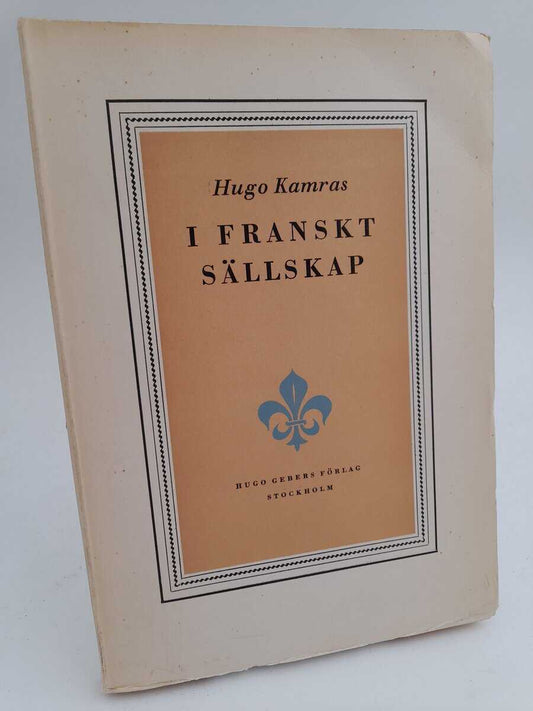 Hugo Kamras
I FRANSKT
SÄLLSKAP
HUGO GEBERS FÖRLAG
STOCKHOLM